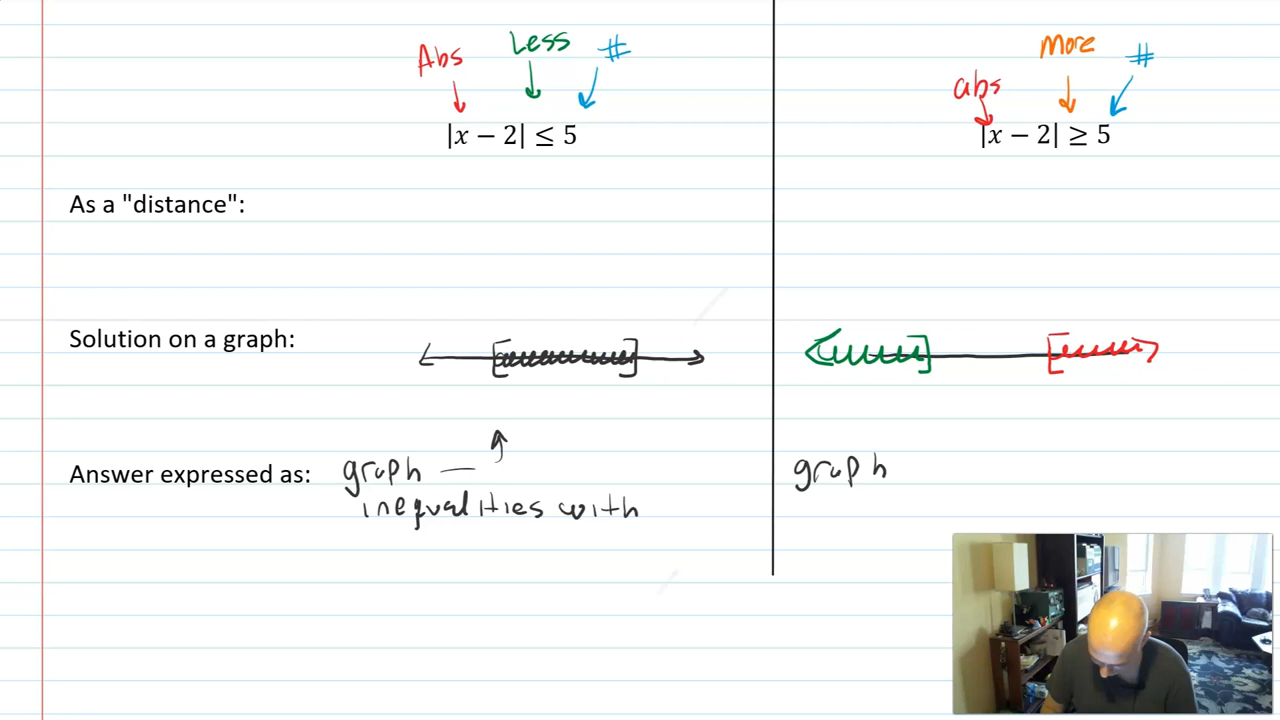 Abs Less #
|x − 2| ≤ 5
More #
abs
|x − 2| ≥ 5
As a "distance":
Solution on a graph:
Answer expressed as: graph
inequalities with
graph